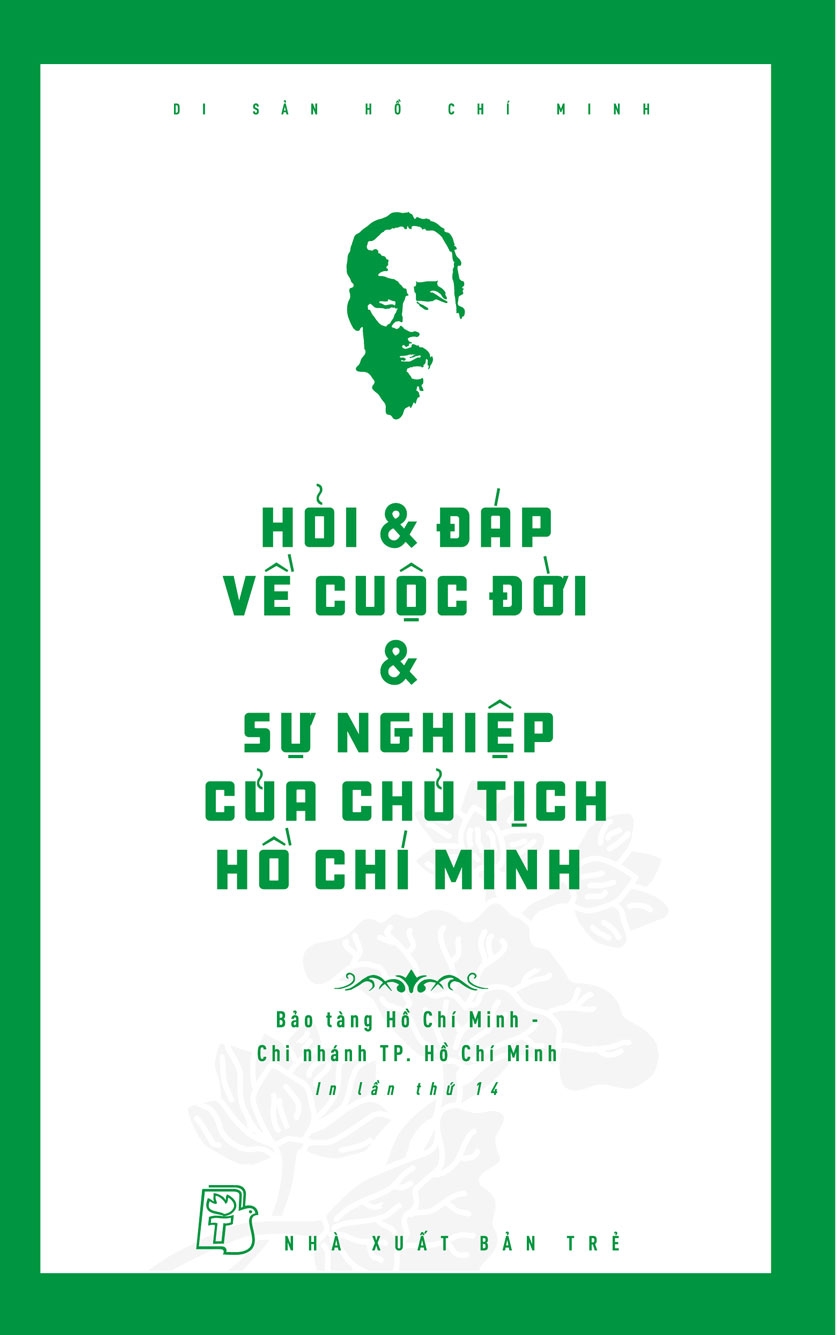 DI SẢN HỒ CHÍ MINH
HỎI & ĐÁP
VỀ CUỘC ĐỜI
&
SỰ NGHIỆP
CỦA CHỦ TỊCH
HỒ CHÍ MINH
Bảo tàng Hồ Chí Minh -
Chi nhánh TP. Hồ Chí Minh
In lần thứ 14
T
NHÀ XUẤT BẢN TRẺ